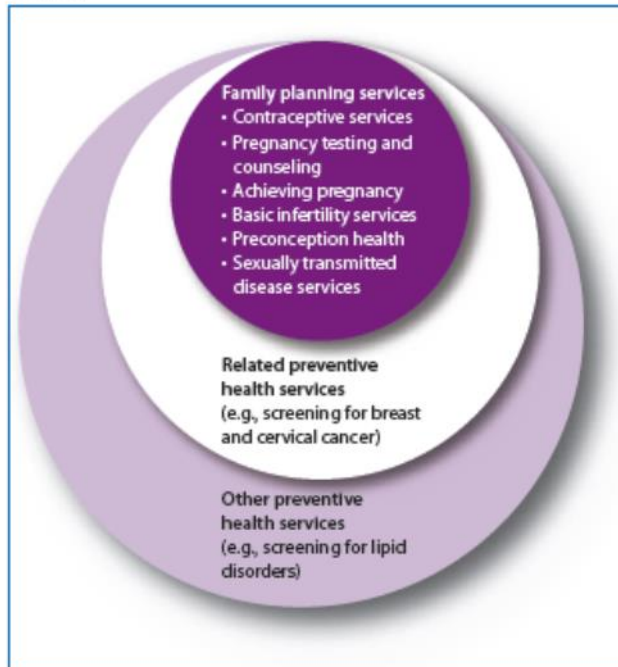 Family planning services
• Contraceptive services
• Pregnancy testing and
counseling
• Achieving pregnancy
• Basic infertility services
• Preconception health
• Sexually transmitted
disease services
Related preventive
health services
(e.g., screening for breast
and cervical cancer)
Other preventive
health services
(e.g., screening for lipid
disorders)